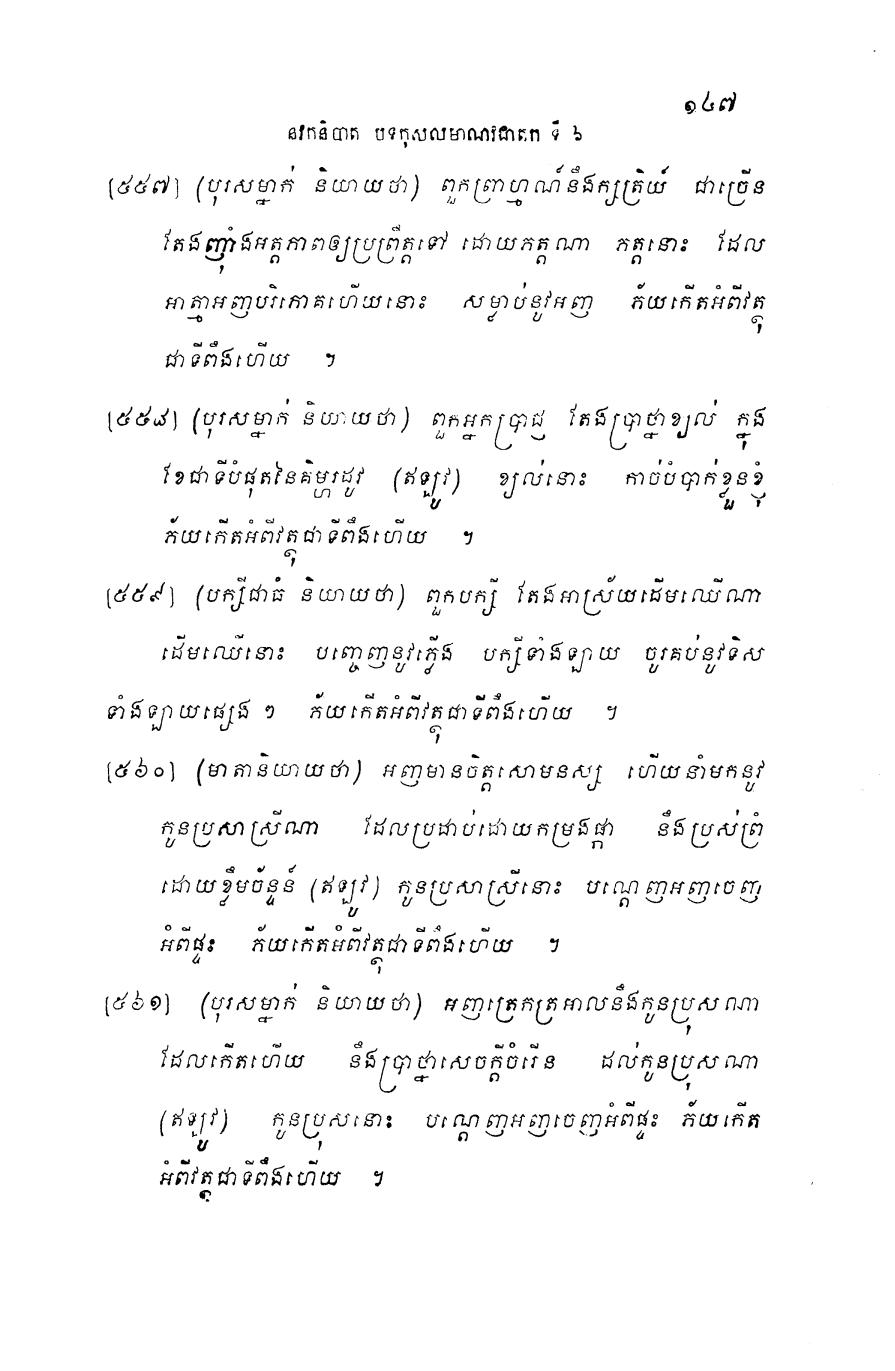 ១៤៧
នវកនិបាត បទកុសលមាណវជាតក ទី ៦
[៥៥៧] (បុរសម្នាក់ និយាយថា) ពួកព្រាហ្មណ៍នឹងក្សត្រិយ៍ ជាច្រើន
តែងញ៉ាំងអត្តភាពឲ្យប្រព្រឹត្តទៅ ដោយភត្តណា ភត្តនោះ ដែល
អាត្មាអញបរិភោគហើយនោះ សម្លាប់នូវអញ ភ័យកើតអំពីវត្ថុ
ជាទីពឹងហើយ ។
[៥៥៨] (បុរសម្នាក់ និយាយថា) ពួកអ្នកប្រាជ្ញ តែងប្រាថ្នាខ្យល់ ក្នុង
ខែជាទីបំផុតនៃគិម្ហរដូវ (ឥឡូវ) ខ្យល់នោះ កាច់បំបាក់ខ្លួនខ្ញុំ
ភ័យកើតអំពីវត្ថុជាទីពឹងហើយ ។
[៥៥៩] (បក្សីជាធំ និយាយថា) ពួកបក្សី តែងអាស្រ័យដើមឈើណា
ដើមឈើនោះ បញ្ចេញនូវភ្លើង បក្សីទាំងឡាយ ចូរគប់នូវទិស
ទាំងឡាយផ្សេង ៗ ភ័យកើតអំពីវត្ថុជាទីពឹងហើយ ។
[៥៦០] (មាតានិយាយថា) អញមានចិត្តសោមនស្ស ហើយនាំមកនូវ
កូនប្រសាស្រីណា ដែលប្រដាប់ដោយកម្រងផ្កា នឹងប្រស់ព្រំ
ដោយខ្លឹមច័ន្ទន៍ (ឥឡូវ) កូនប្រសាស្រីនោះ បណ្តេញអញចេញ
អំពីផ្ទះ ភ័យកើតអំពីវត្ថុជាទីពឹងហើយ ។
[៥៦១] (បុរសម្នាក់ និយាយថា) អញត្រេកត្រអាលនឹងកូនប្រុសណា
ដែលកើតហើយ នឹងប្រាថ្នាសេចក្តីចំរើន ដល់កូនប្រុសណា
(ឥឡូវ) កូនប្រុសនោះ បណ្តេញអញចេញអំពីផ្ទះ ភ័យកើត
អំពីវត្ថុជាទីពឹងហើយ ។